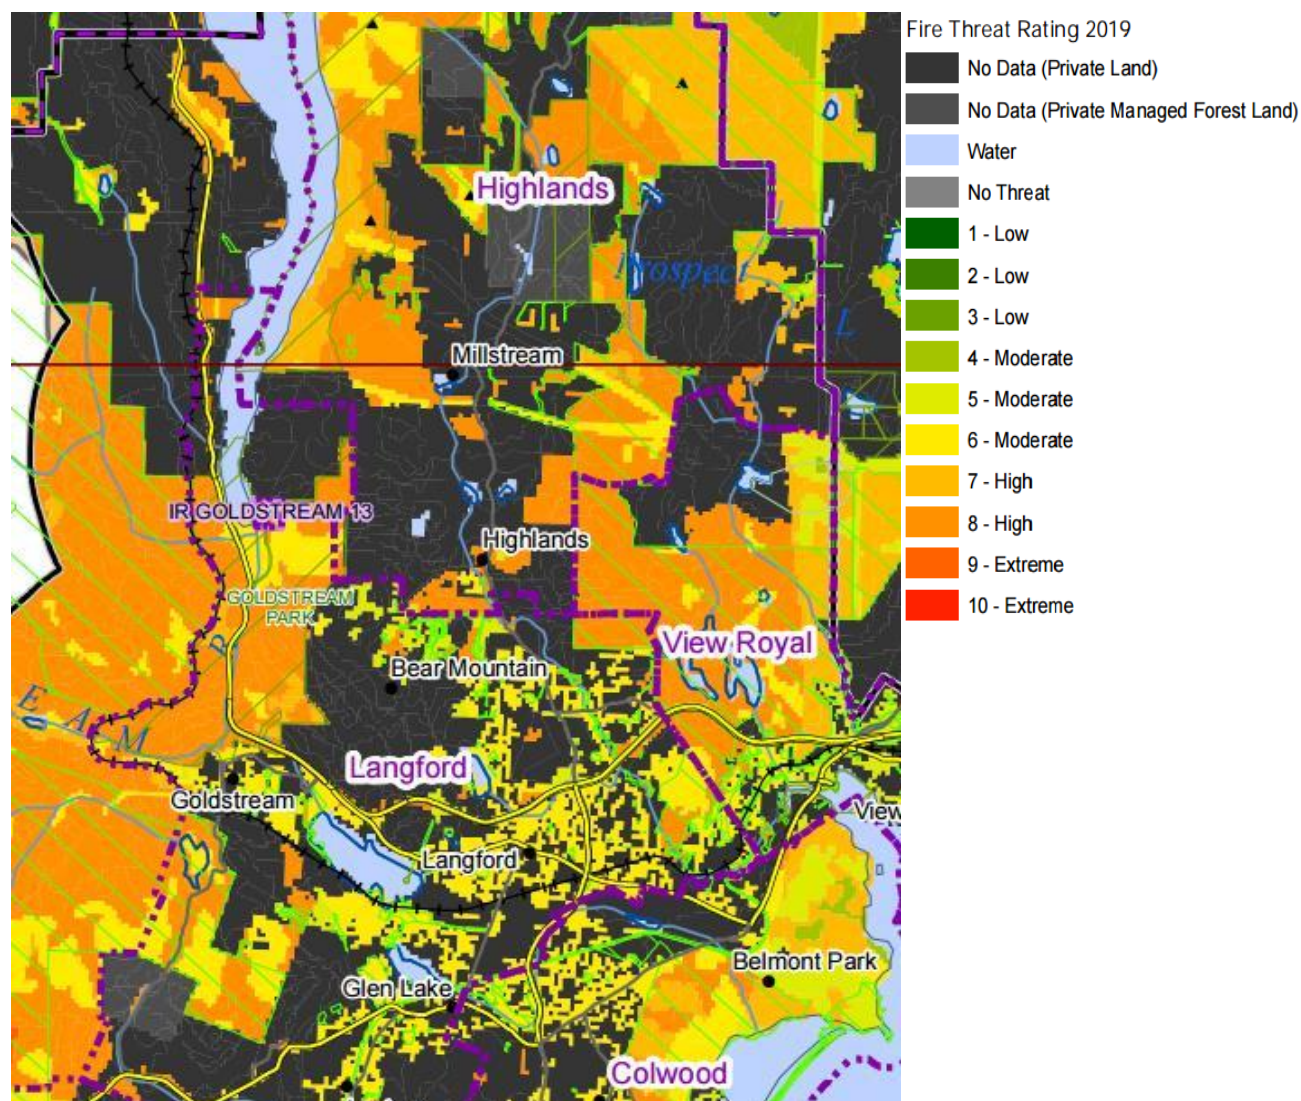 Fire Threat Rating 2019
No Data (Private Land)
No Data (Private Managed Forest Land)
Water
No Threat
1 - Low
2 - Low
3 - Low
4 - Moderate
5 - Moderate
6 - Moderate
7 - High
8 - High
9 - Extreme
10 - Extreme
Highlands
Prospect
L
Millstream
IR GOLDSTREAM 13
Highlands
GOLDSTREAM
PARK
R
View Royal
Bear Mountain
E A M
Langford
Goldstream
View
Langford
Belmont Park
Glen Lake
Colwood